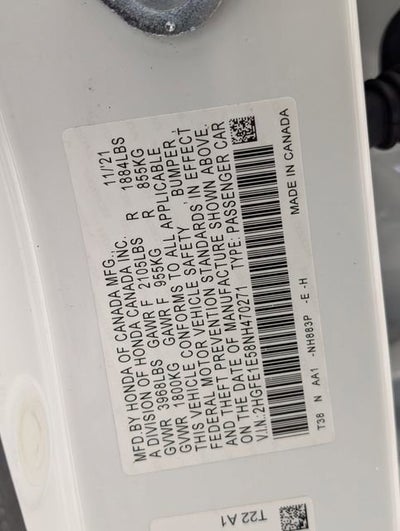 MFD.BY HONDA OF CANADA MFG. 11/21
A DIVISION OF HONDA CANADA INC.
GVWR 3968LBS GAWR F 2105LBS R 1884LBS
GVWR 1800KG GAWR F 955KG R 855KG
THIS VEHICLE CONFORMS TO ALL APPLICABLE
FEDERAL MOTOR VEHICLE SAFETY , BUMPER,
AND THEFT PREVENTION STANDARDS IN EFFECT
ON THE DATE OF MANUFACTURE SHOWN ABOVE.
V.I.N.:2HGFE1E58NH470271 TYPE: PASSENGER CAR
T38 N AA1 -NH883P -E -H MADE IN CANADA
T22 A1